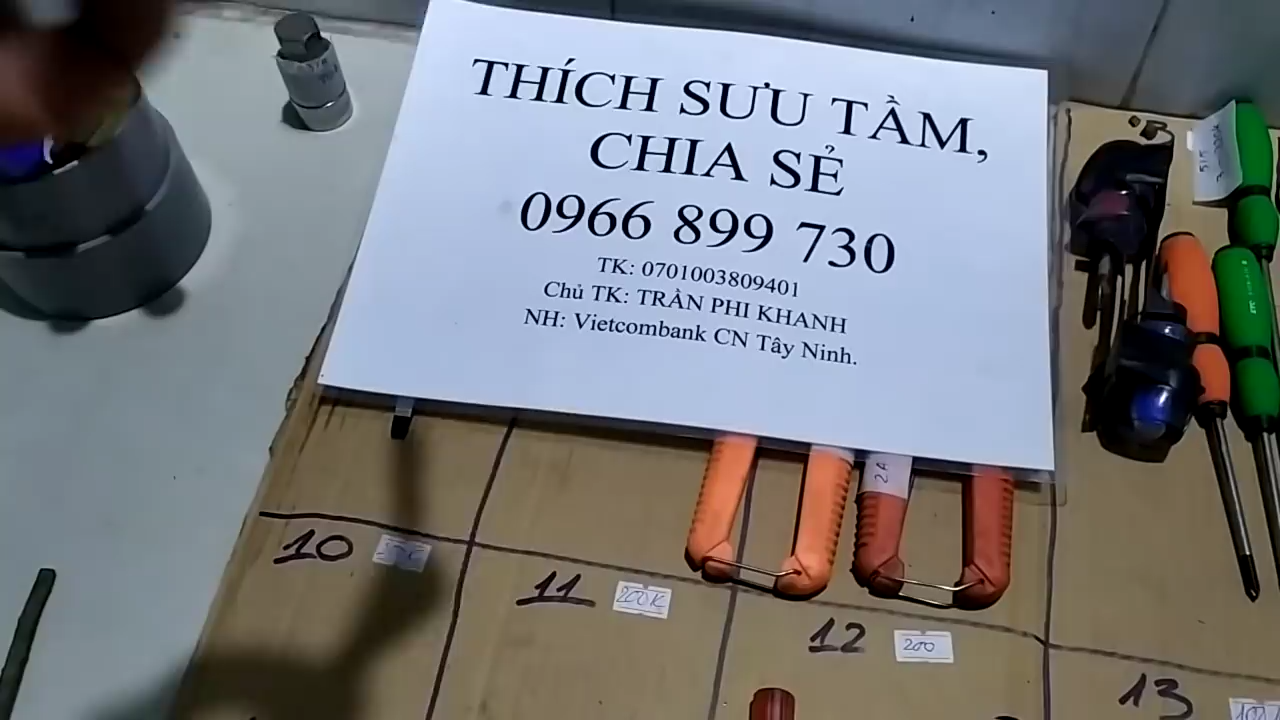 THÍCH SƯU TẦM,
CHIA SẺ
0966 899 730
TK: 0701003809401
Chủ TK: TRẦN PHI KHANH
NH: Vietcombank CN Tây Ninh.
10
11 200K
12 200
13